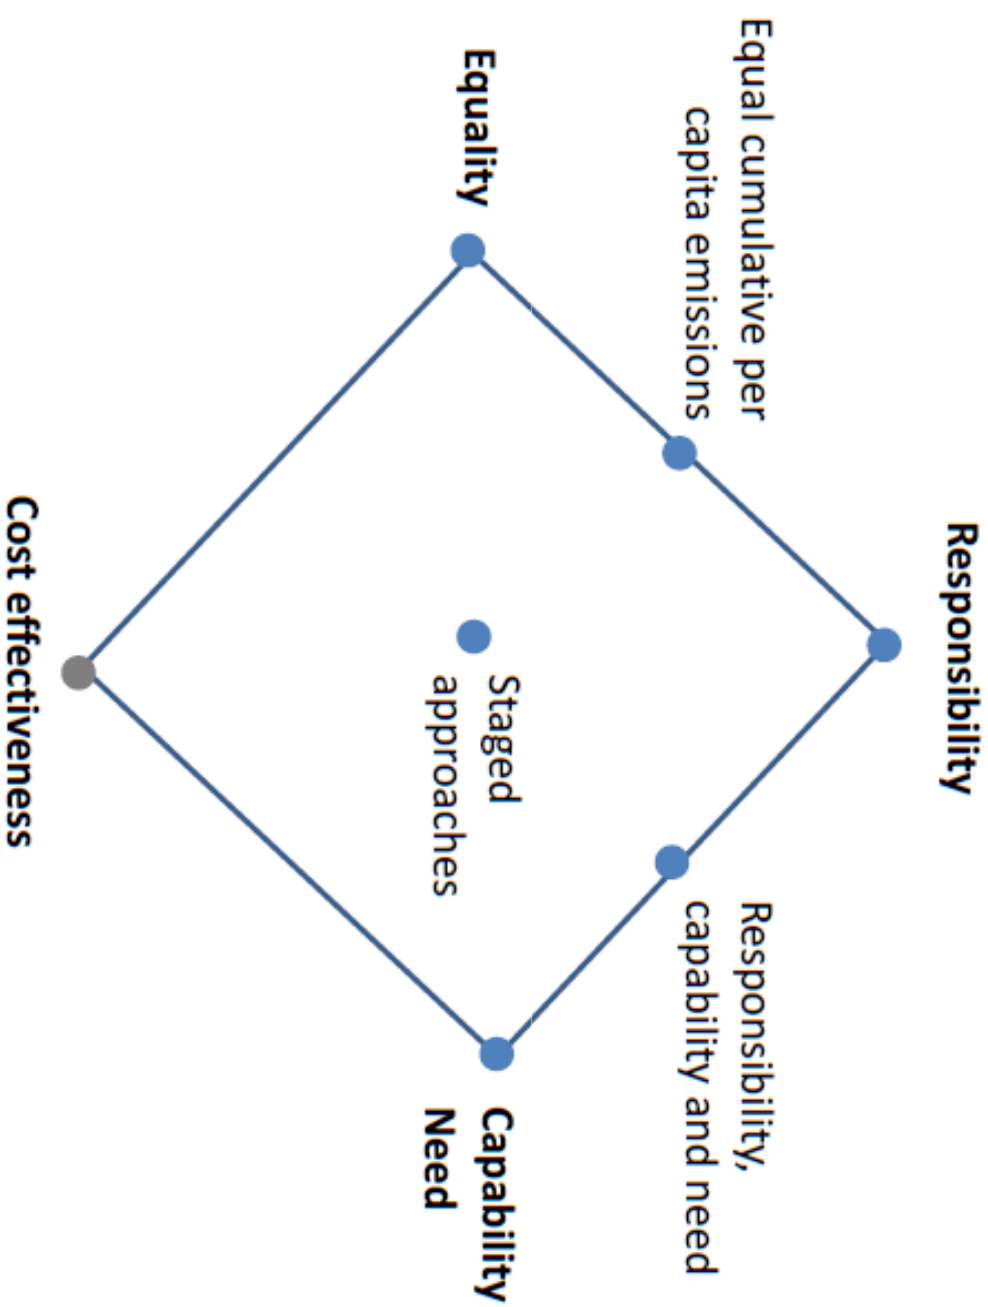 Responsibility
Equal cumulative per
capita emissions
Responsibility,
capability and need
Equality
Staged
approaches
Capability
Need
Cost effectiveness